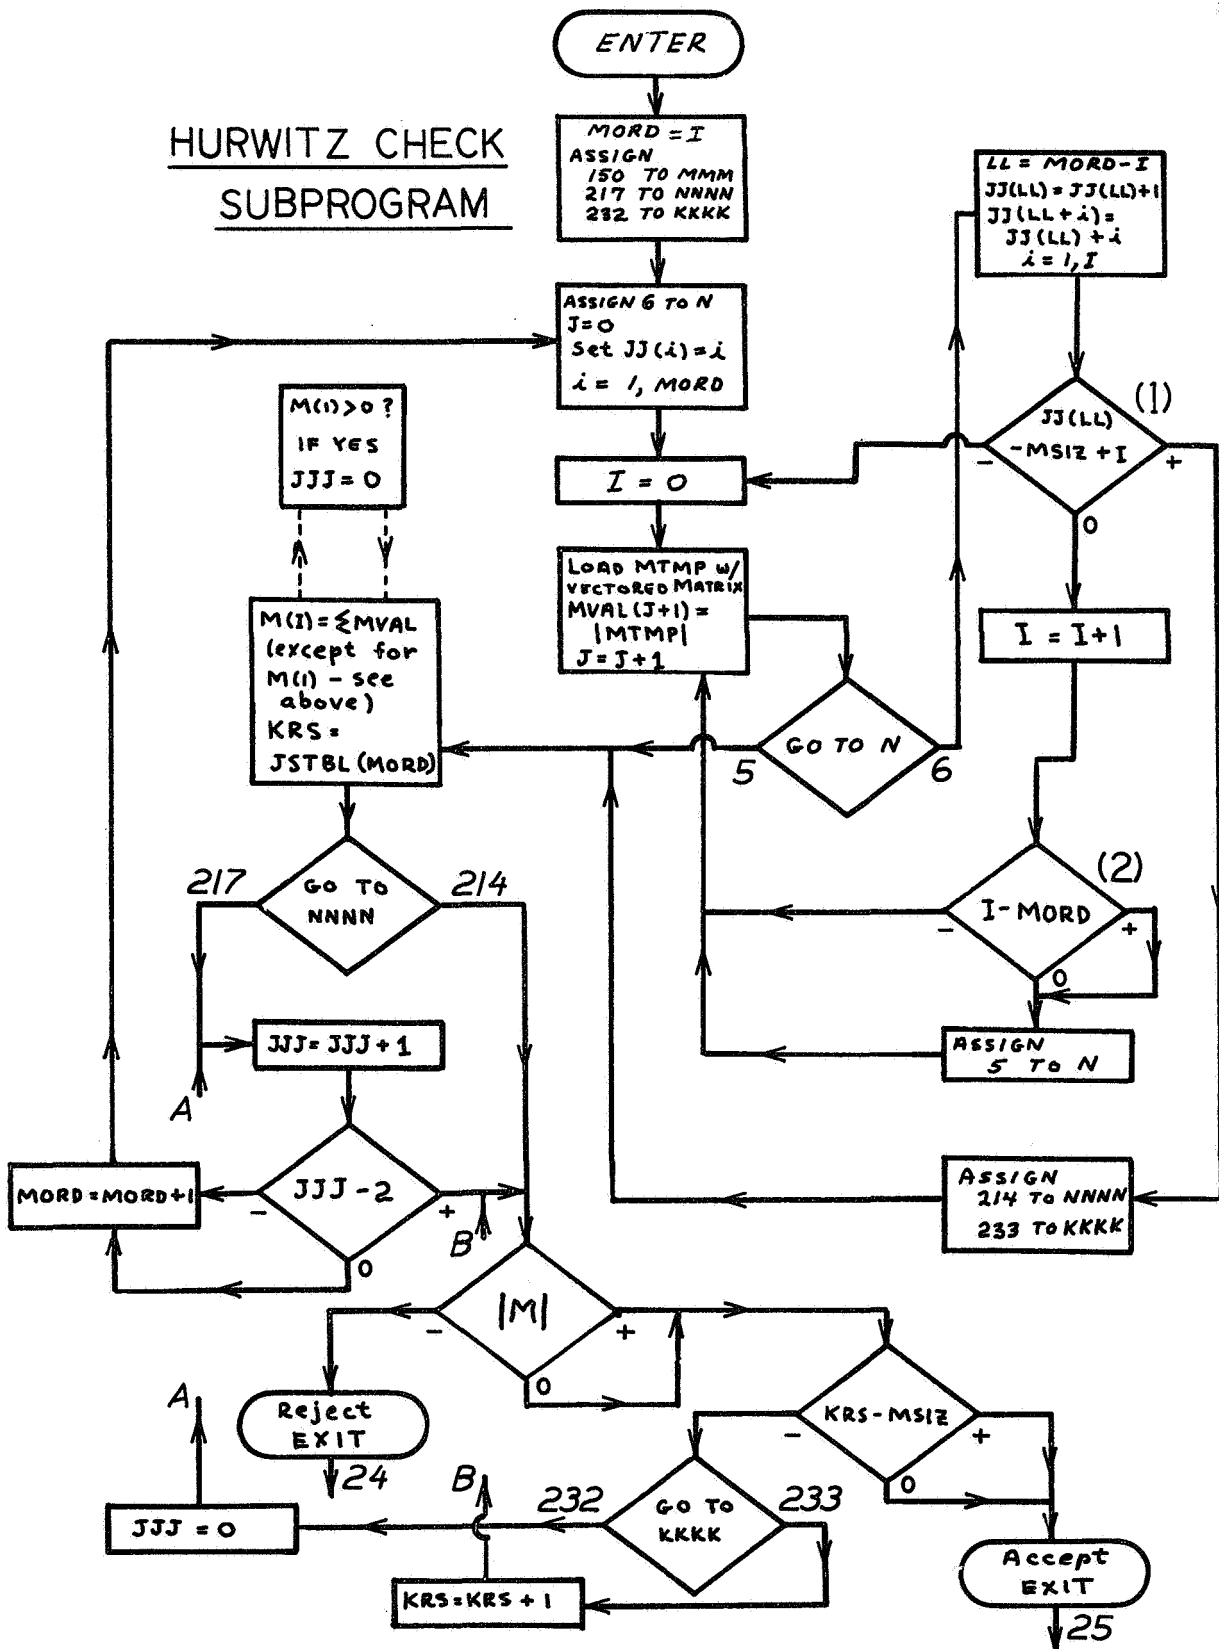 ENTER
HURWITZ CHECK
SUBPROGRAM
MORD = I
ASSIGN
150 TO MMM
217 TO NNNN
232 TO KKKK
LL = MORD-I
JJ(LL) = JJ(LL)+1
JJ(LL+i) =
JJ(LL) + i
i = 1, I
ASSIGN 6 TO N
J=0
Set JJ(i)=i
i = 1, MORD
M(1)>0 ?
IF YES
JJJ = 0
(1)
JJ(LL)
-MSIZ + I
-
+
0
I = 0
LOAD MTMP w/
VECTORED MATRIX
MVAL(J+1) =
|MTMP|
J = J+1
I = I+1
M(I) = ΣMVAL
(except for
M(1) - see
above)
KRS =
JSTBL (MORD)
GO TO N
5
6
217
GO TO
NNNN
214
(2)
I-MORD
-
+
0
ASSIGN
5 TO N
JJJ = JJJ + 1
A
MORD = MORD+1
JJJ - 2
-
+
0
B
ASSIGN
214 TO NNNN
233 TO KKKK
|M|
-
+
0
A
Reject
EXIT
24
KRS-MSIZ
-
+
0
B
232
GO TO
KKKK
233
JJJ = 0
KRS = KRS + 1
Accept
EXIT
25